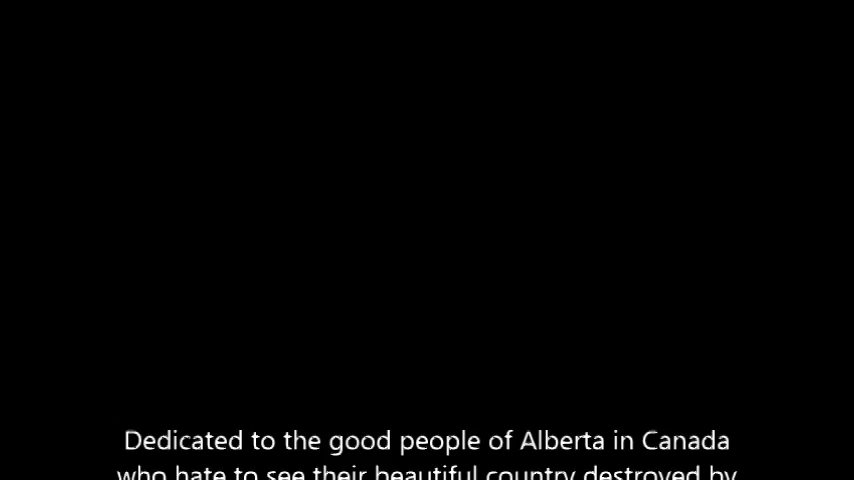 Dedicated to the good people of Alberta in Canada
who hate to see their beautiful country destroyed by